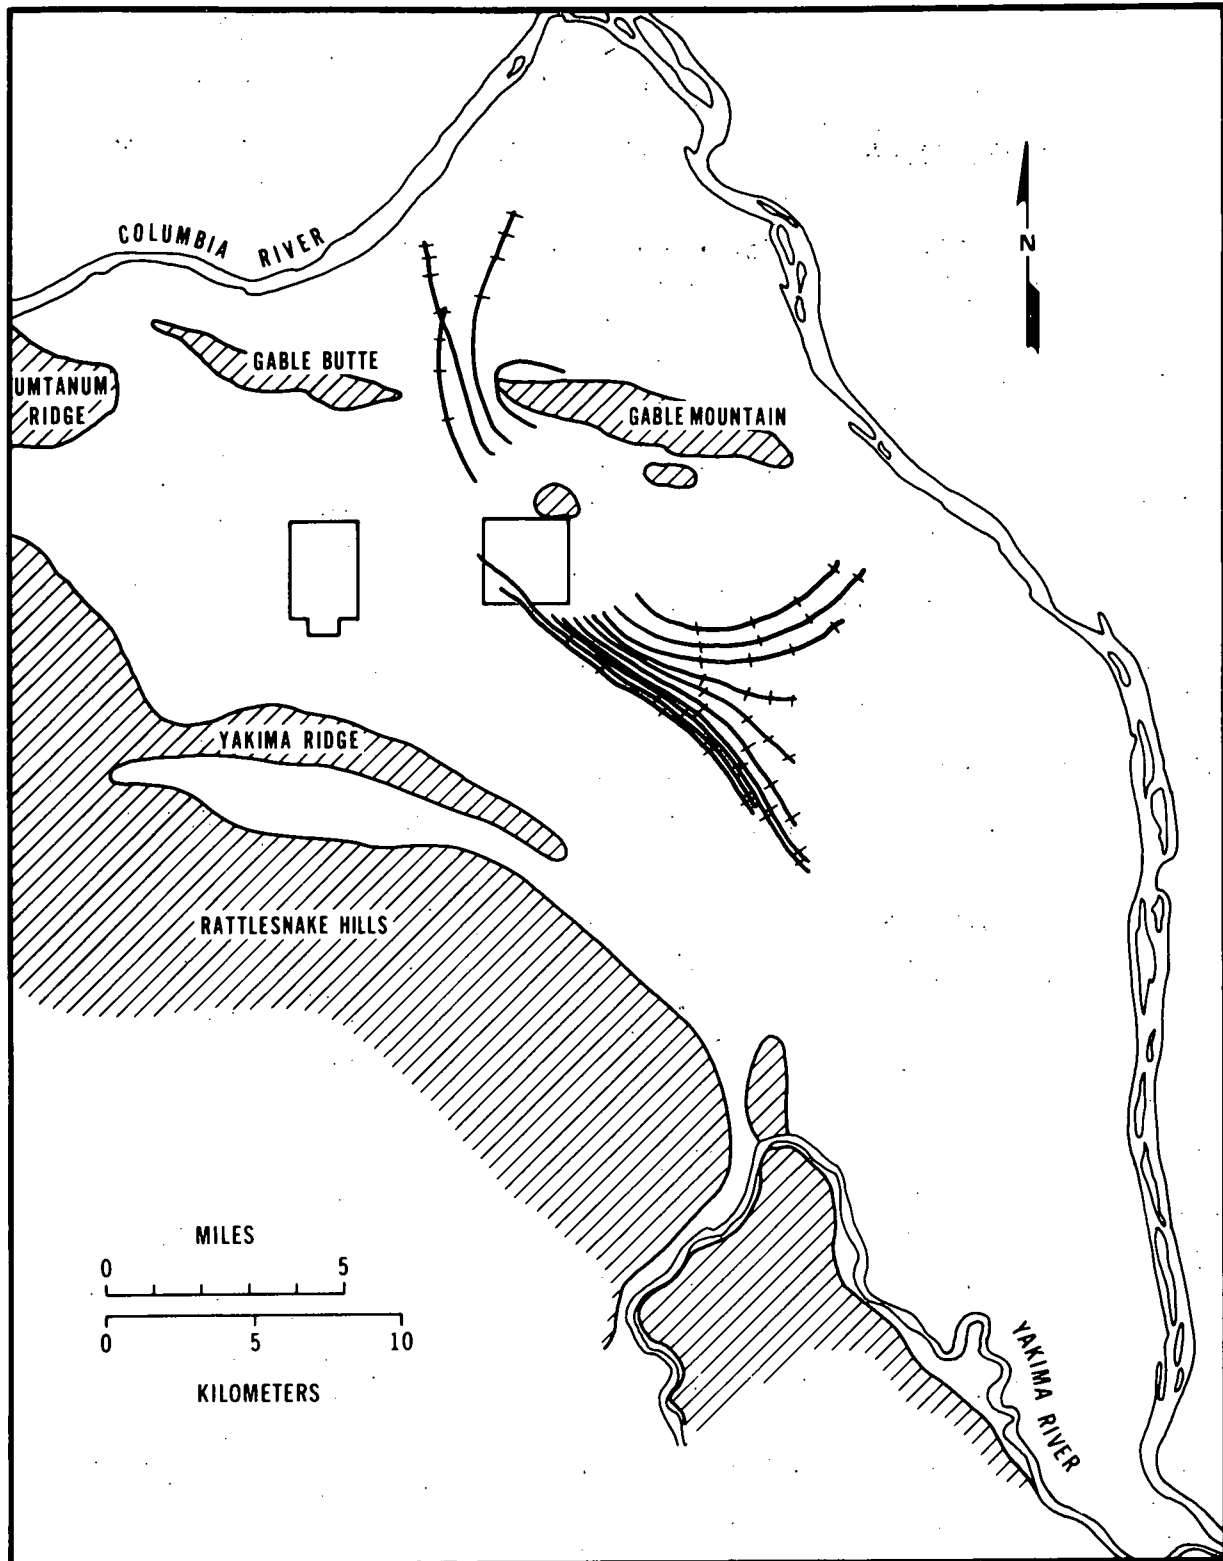 N
COLUMBIA RIVER
GABLE BUTTE
UMTANUM
RIDGE
GABLE MOUNTAIN
YAKIMA RIDGE
RATTLESNAKE HILLS
MILES
0 5
0 5 10
KILOMETERS
YAKIMA RIVER